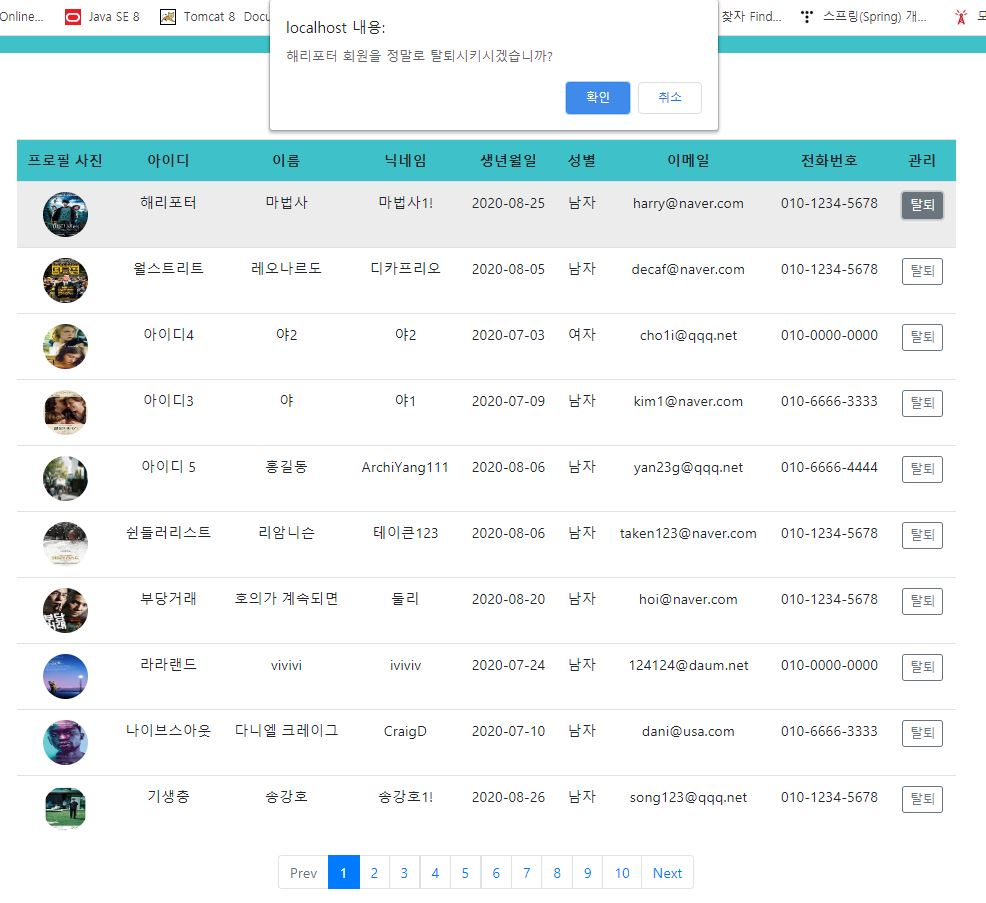 Online...
Java SE 8
Tomcat 8
Docu
찾자 Find...
스프링(Spring) 개...
localhost 내용:
해리포터 회원을 정말로 탈퇴시키시겠습니까?
확인 취소
프로필 사진 아이디 이름 닉네임 생년월일 성별 이메일 전화번호 관리
해리포터 마법사 마법사1! 2020-08-25 남자 harry@naver.com 010-1234-5678 탈퇴
월스트리트 레오나르도 디카프리오 2020-08-05 남자 decaf@naver.com 010-1234-5678 탈퇴
아이디4 야2 야2 2020-07-03 여자 cho1i@qqq.net 010-0000-0000 탈퇴
아이디3 야 야1 2020-07-09 남자 kim1@naver.com 010-6666-3333 탈퇴
아이디 5 홍길동 ArchiYang111 2020-08-06 남자 yan23g@qqq.net 010-6666-4444 탈퇴
쉰들러리스트 리암니슨 테이큰123 2020-08-06 남자 taken123@naver.com 010-1234-5678 탈퇴
부당거래 호의가 계속되면 둘리 2020-08-20 남자 hoi@naver.com 010-1234-5678 탈퇴
라라랜드 vivivi iviviv 2020-07-24 남자 124124@daum.net 010-0000-0000 탈퇴
나이브스아웃 다니엘 크레이그 CraigD 2020-07-10 남자 dani@usa.com 010-6666-3333 탈퇴
기생충 송강호 송강호1! 2020-08-26 남자 song123@qqq.net 010-1234-5678 탈퇴
Prev 1 2 3 4 5 6 7 8 9 10 Next